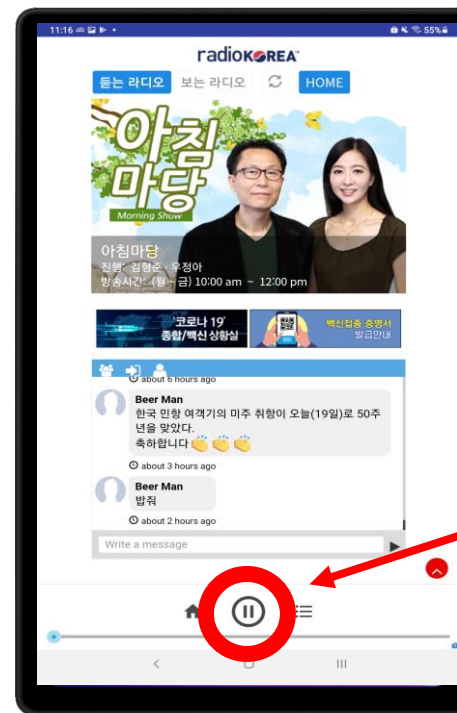 11:16
55%
radioKOREA
듣는 라디오 보는 라디오 HOME
아침
마당
Morning Show
아침마당
진행: 김형준 · 우정아
방송시간: (월 ~ 금) 10:00 am ~ 12:00 pm
'코로나 19'
종합/백신 상황실
백신접종 증명서
발급안내
about 6 hours ago
Beer Man
한국 민항 여객기의 미주 취항이 오늘(19일)로 50주
년을 맞았다.
축하합니다👏 👏 👏
about 3 hours ago
Beer Man
밥줘
about 2 hours ago
Write a message